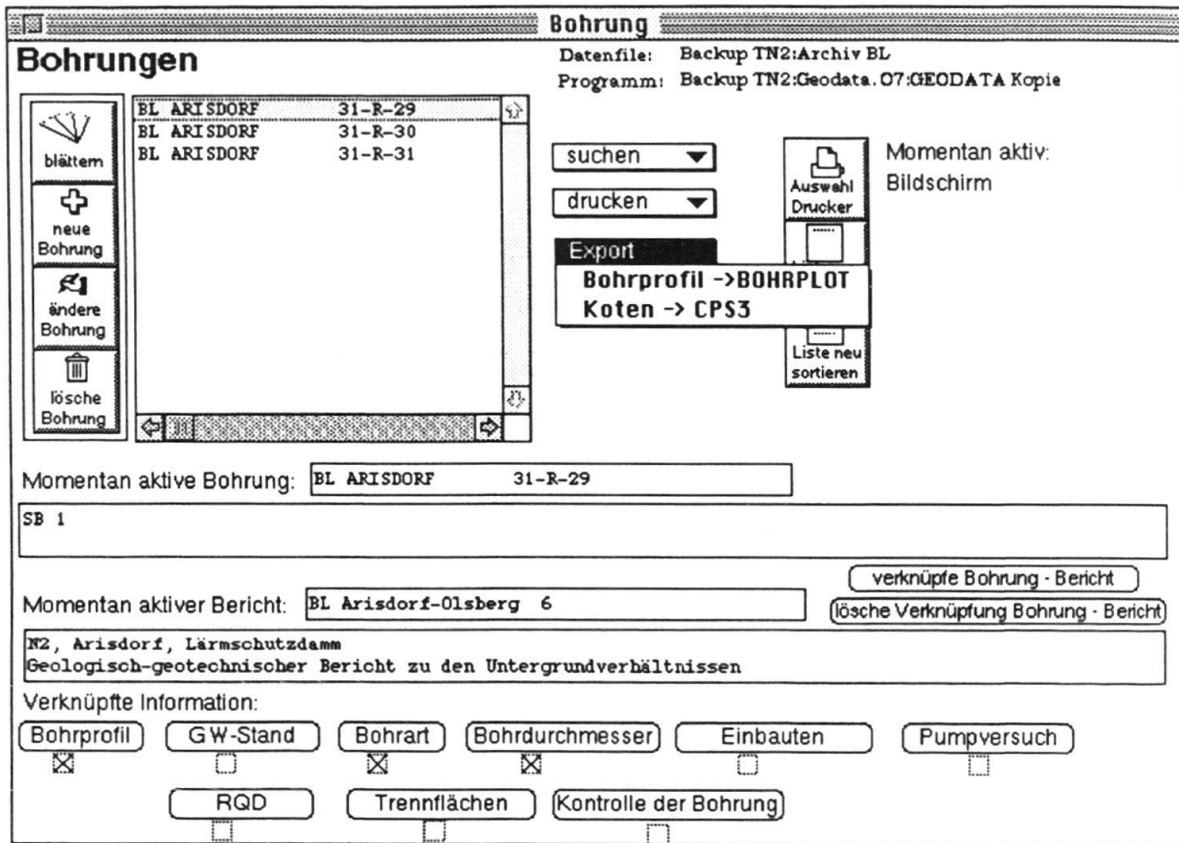 Bohrung
Bohrungen
Datenfile: Backup TN2:Archiv BL
Programm: Backup TN2:Geodata.07:GEODATA Kopie
blättern
neue
Bohrung
ändere
Bohrung
lösche
Bohrung
BL ARISDORF 31-R-29
BL ARISDORF 31-R-30
BL ARISDORF 31-R-31
suchen
drucken
Export
Bohrprofil ->BOHRPLOT
Koten -> CPS3
Auswahl
Drucker
Liste neu
sortieren
Momentan aktiv:
Bildschirm
Momentan aktive Bohrung: BL ARISDORF 31-R-29
SB 1
verknüpfe Bohrung - Bericht
Momentan aktiver Bericht: BL Arisdorf-Olsberg 6
lösche Verknüpfung Bohrung - Bericht
N2, Arisdorf, Lärmschutzdamm
Geologisch-geotechnischer Bericht zu den Untergrundverhältnissen
Verknüpfte Information:
Bohrprofil GW-Stand Bohrart Bohrdurchmesser Einbauten Pumpversuch
RQD Trennflächen Kontrolle der Bohrung